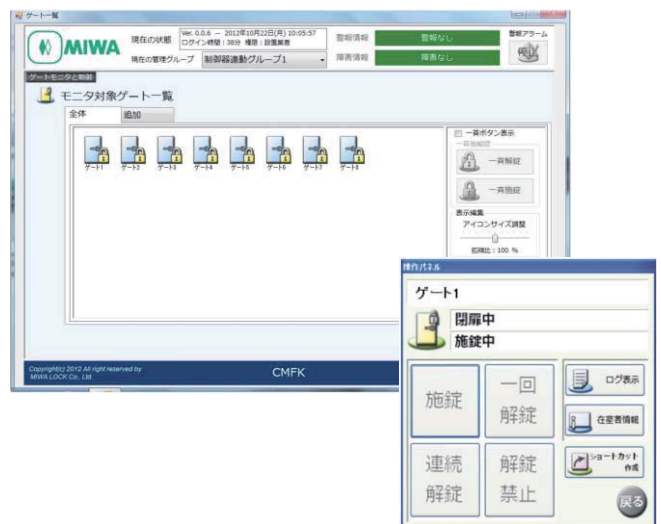 ゲート一覧
MIWA
現在の状態
Ver. 0.0.6 -- 2012年10月22日(月) 10:05:57
ログイン時間:38分 権限:設置業者
現在の管理グループ
制御器連動グループ1
警報情報
警報なし
障害情報
障害なし
警報アラーム
ゲートモニタと制御
モニタ対象ゲート一覧
全体
追加
ゲート1
ゲート2
ゲート3
ゲート4
ゲート5
ゲート6
ゲート7
ゲート8
一斉ボタン表示
一斉施解錠
一斉解錠
一斉施錠
表示編集
アイコンサイズ調整
拡縮比:100 %
Copyright(c) 2012 All right reserved by
MIWA LOCK Co., Ltd
CMFK
操作パネル
ゲート1
閉扉中
施錠中
施錠
一回
解錠
連続
解錠
解錠
禁止
ログ表示
在室者情報
ショートカット
作成
戻る